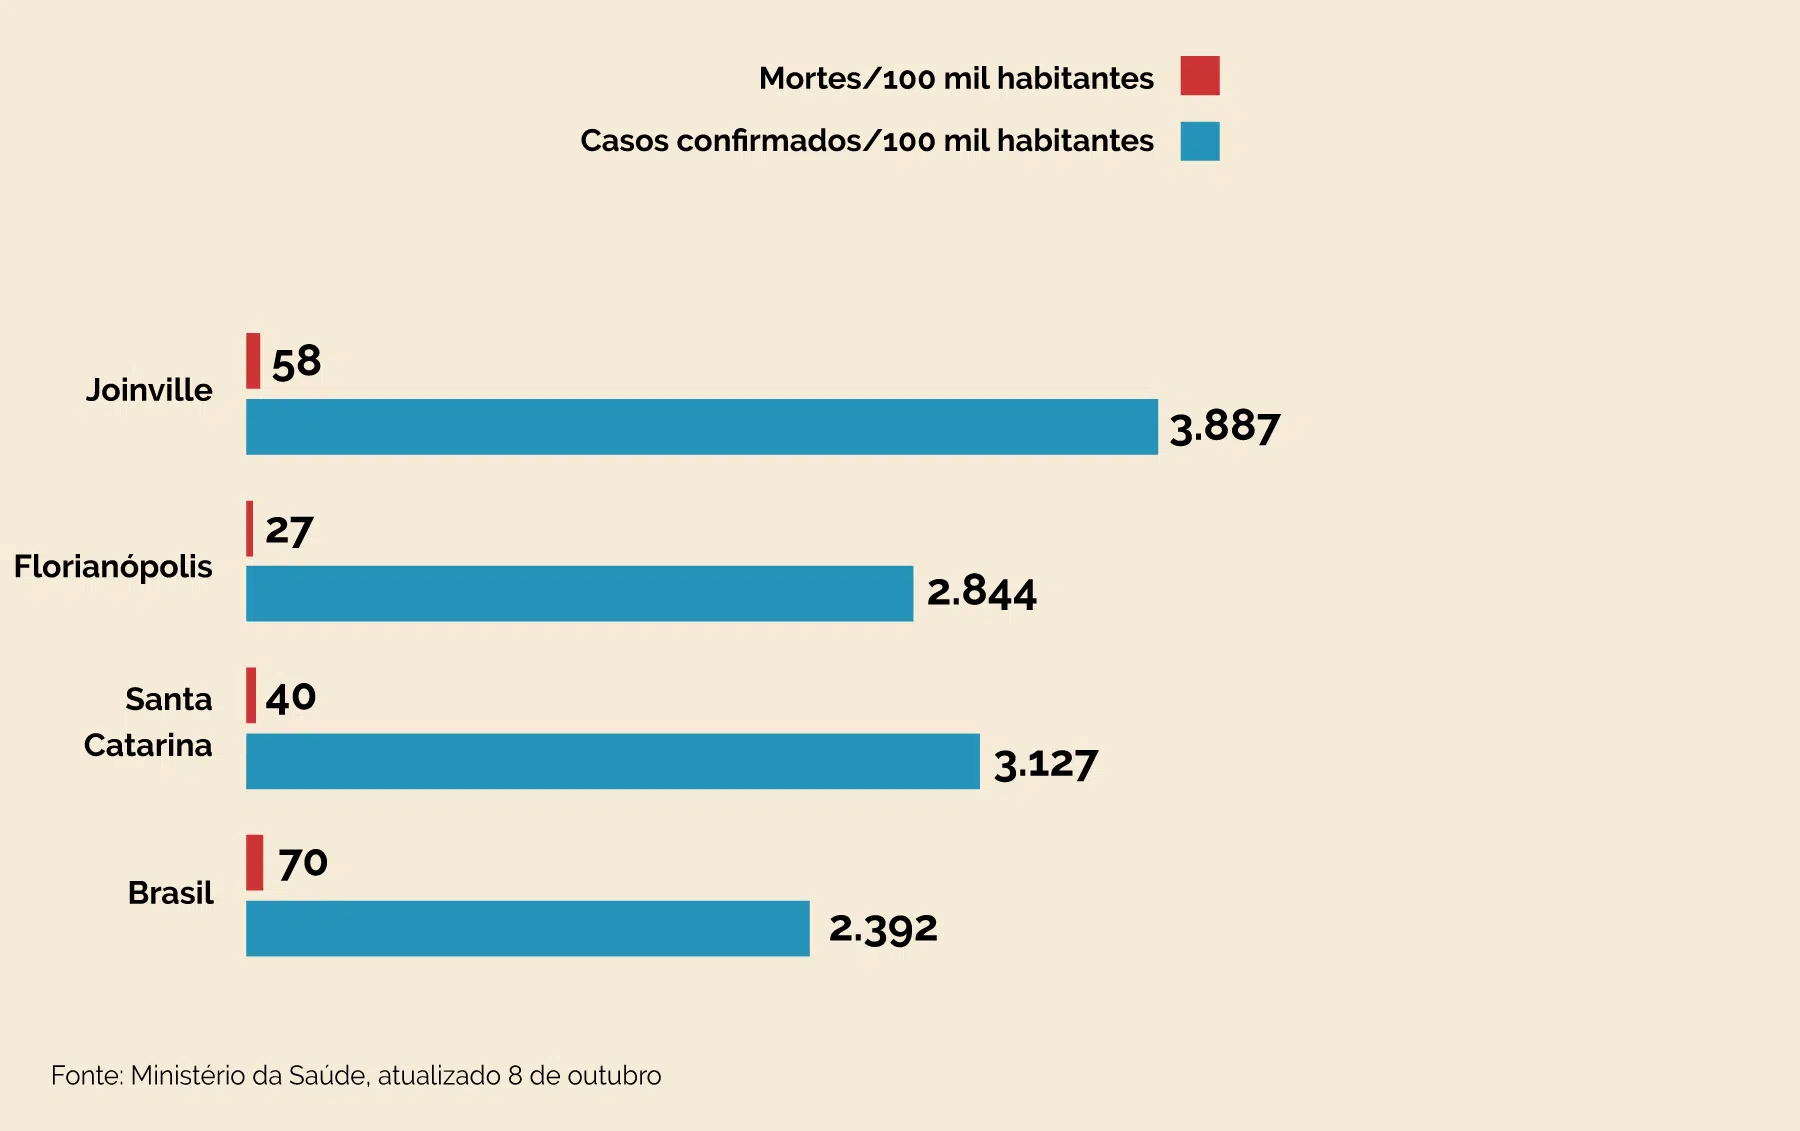 Mortes/100 mil habitantes
Casos confirmados/100 mil habitantes
Joinville
58
3.887
Florianópolis
27
2.844
Santa
Catarina
40
3.127
Brasil
70
2.392
Fonte: Ministério da Saúde, atualizado 8 de outubro